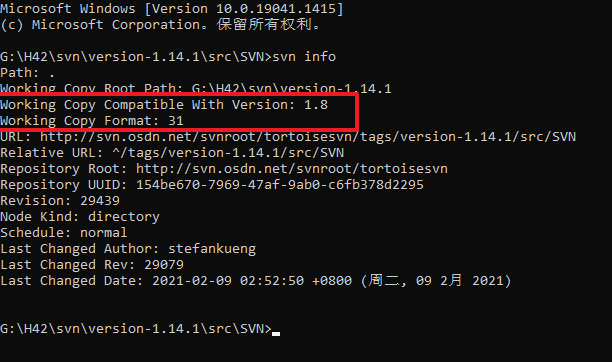 Microsoft Windows [Version 10.0.19041.1415]
(c) Microsoft Corporation。保留所有权利。
G:\H42\svn\version-1.14.1\src\SVN>svn info
Path: .
Working Copy Root Path: G:\H42\svn\version-1.14.1
Working Copy Compatible With Version: 1.8
Working Copy Format: 31
URL: http://svn.osdn.net/svnroot/tortoisesvn/tags/version-1.14.1/src/SVN
Relative URL: ^/tags/version-1.14.1/src/SVN
Repository Root: http://svn.osdn.net/svnroot/tortoisesvn
Repository UUID: 154be670-7969-47af-9ab0-c6fb378d2295
Revision: 29439
Node Kind: directory
Schedule: normal
Last Changed Author: stefankueng
Last Changed Rev: 29079
Last Changed Date: 2021-02-09 02:52:50 +0800 (周二, 09 2月 2021)
G:\H42\svn\version-1.14.1\src\SVN>